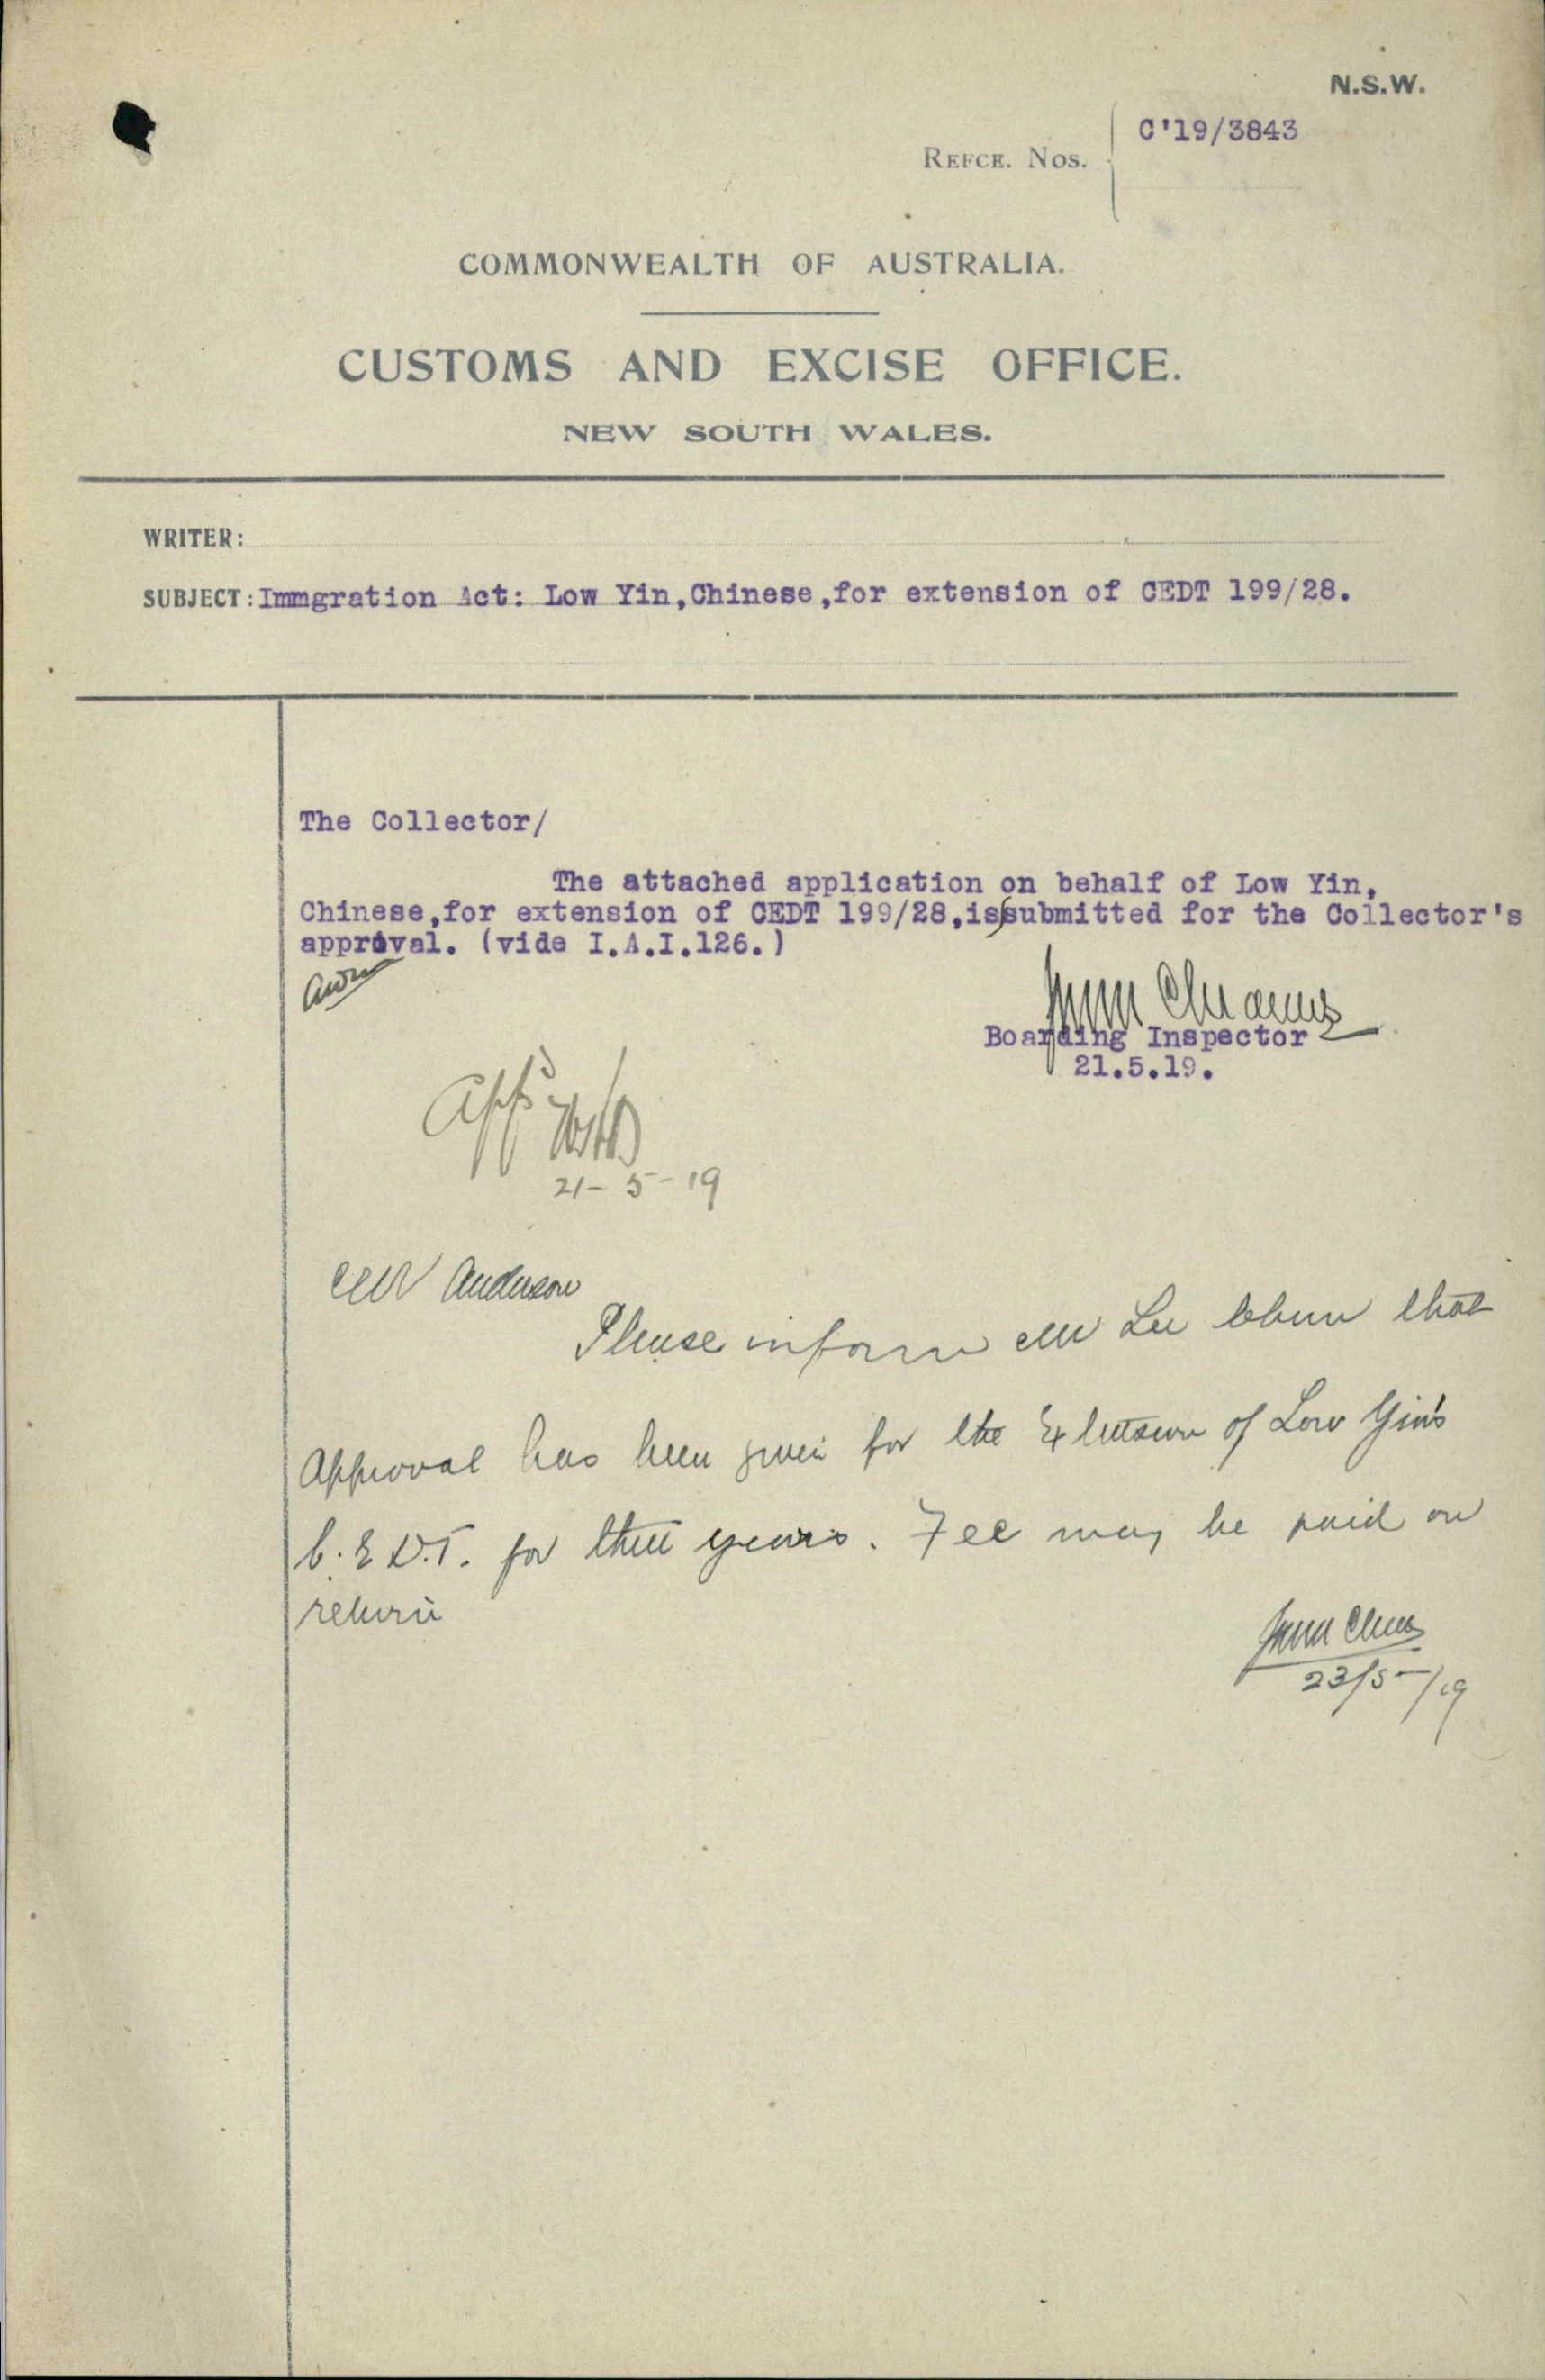 N.S.W.
C'19/3843
REFCE. NOS.
COMMONWEALTH OF AUSTRALIA.
CUSTOMS AND EXCISE OFFICE.
NEW SOUTH WALES.
WRITER:
SUBJECT: Immgration Act: Low Yin,Chinese,for extension of CEDT 199/28.
The Collector/
The attached application on behalf of Low Yin,
Chinese,for extension of CEDT 199/28,is submitted for the Collector's
approval. (vide I.A.I.126.)
Boarding Inspector
21.5.19.
21-5-19
Mr Anderson
Please inform Mr Lee that
Approval has been given for the Extension of Low Yin's
C.E.D.T. for three years. Fee may be paid on
return
23/5/19